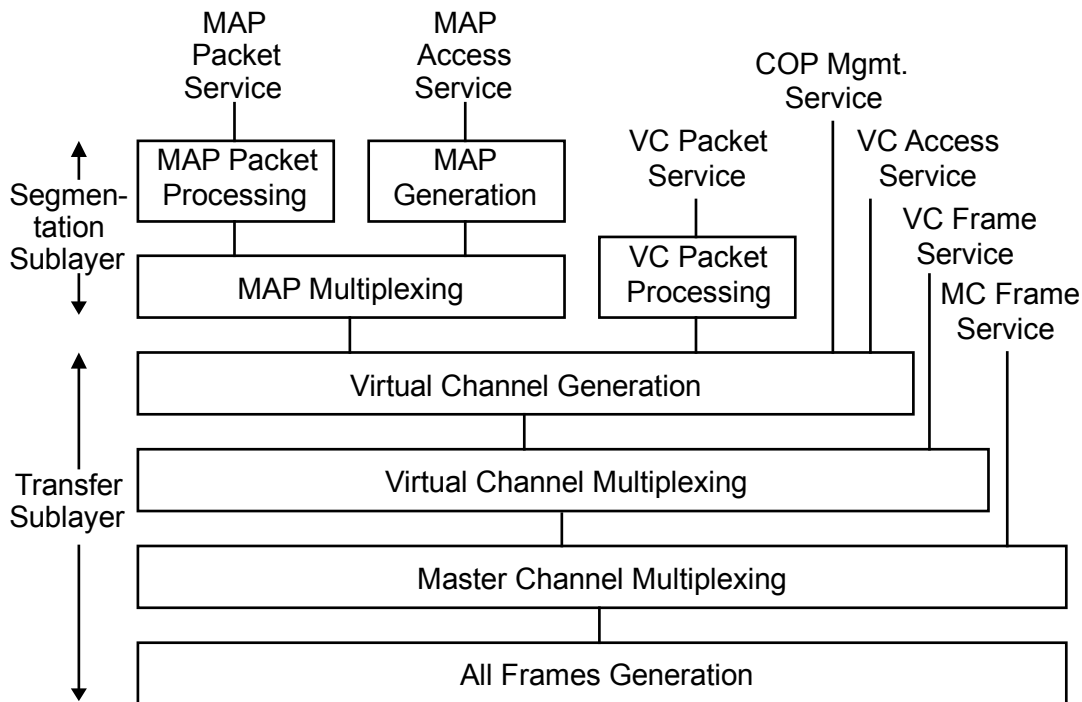 MAP
Packet
Service
MAP
Access
Service
COP Mgmt.
Service
VC Packet
Service
VC Access
Service
VC Frame
Service
MC Frame
Service
Segmen-
tation
Sublayer
MAP Packet
Processing
MAP
Generation
MAP Multiplexing
VC Packet
Processing
Transfer
Sublayer
Virtual Channel Generation
Virtual Channel Multiplexing
Master Channel Multiplexing
All Frames Generation